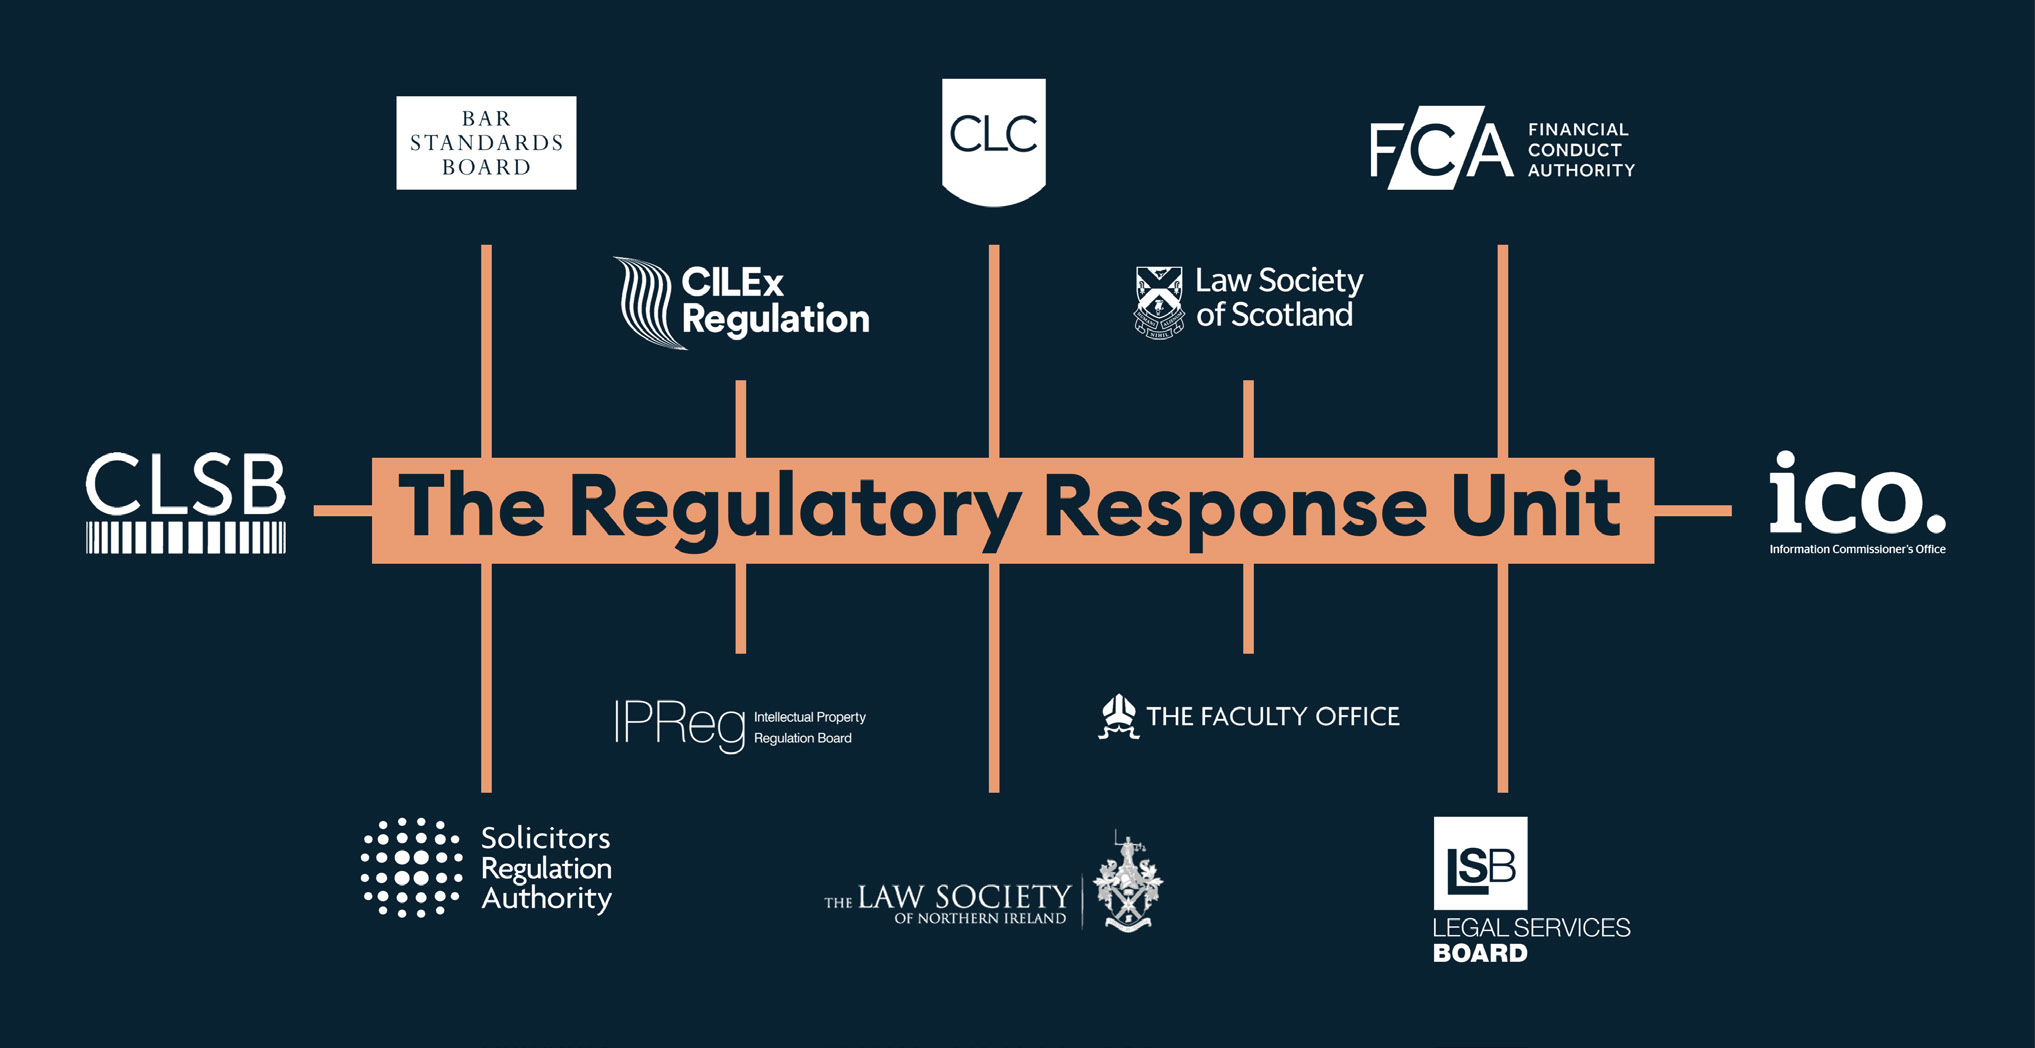 BAR
STANDARDS
BOARD
CLC
FCA
FINANCIAL
CONDUCT
AUTHORITY
CILEx
Regulation
Law Society
of Scotland
CLSB
The Regulatory Response Unit
ico.
Information Commissioner's Office
IPReg
Intellectual Property
Regulation Board
THE FACULTY OFFICE
Solicitors
Regulation
Authority
THE LAW SOCIETY
OF NORTHERN IRELAND
LSB
LEGAL SERVICES
BOARD